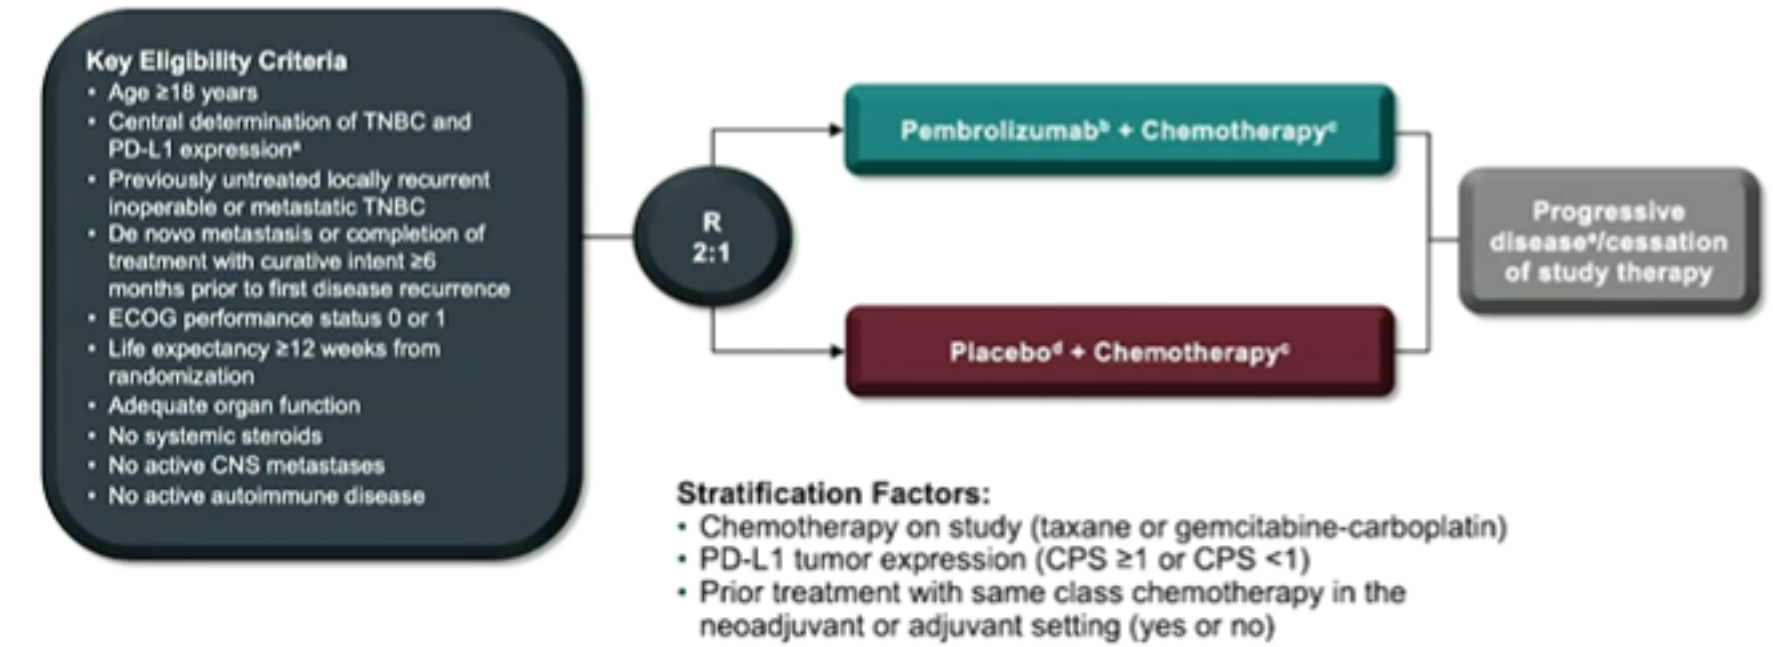 Key Eligibility Criteria
• Age ≥18 years
• Central determination of TNBC and
PD-L1 expressionᵃ
• Previously untreated locally recurrent
inoperable or metastatic TNBC
• De novo metastasis or completion of
treatment with curative intent ≥6
months prior to first disease recurrence
• ECOG performance status 0 or 1
• Life expectancy ≥12 weeks from
randomization
• Adequate organ function
• No systemic steroids
• No active CNS metastases
• No active autoimmune disease
R
2:1
Pembrolizumabᵇ + Chemotherapyᶜ
Placeboᵈ + Chemotherapyᶜ
Progressive
diseaseᵉ/cessation
of study therapy
Stratification Factors:
• Chemotherapy on study (taxane or gemcitabine-carboplatin)
• PD-L1 tumor expression (CPS ≥1 or CPS <1)
• Prior treatment with same class chemotherapy in the
neoadjuvant or adjuvant setting (yes or no)